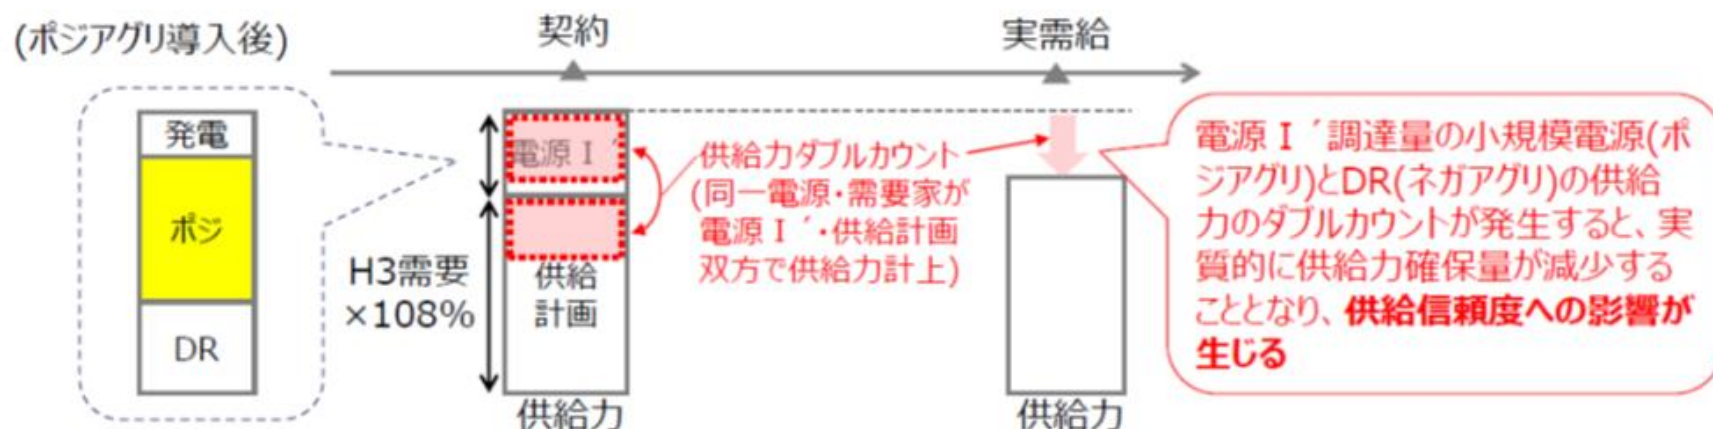 (ポジアグリ導入後)
契約
実需給
発電
ポジ
DR
H3需要
×108%
電源Ⅰ´
供給
計画
供給力
供給力ダブルカウント
(同一電源・需要家が
電源Ⅰ´・供給計画
双方で供給力計上)
供給力
電源Ⅰ´調達量の小規模電源(ポ
ジアグリ)とDR(ネガアグリ)の供給
力のダブルカウントが発生すると、実
質的に供給力確保量が減少する
こととなり、供給信頼度への影響が
生じる